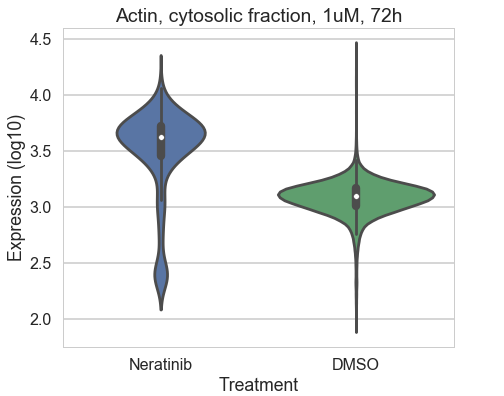 Actin, cytosolic fraction, 1uM, 72h
4.5
4.0
3.5
3.0
2.5
2.0
Expression (log10)
Neratinib DMSO
Treatment